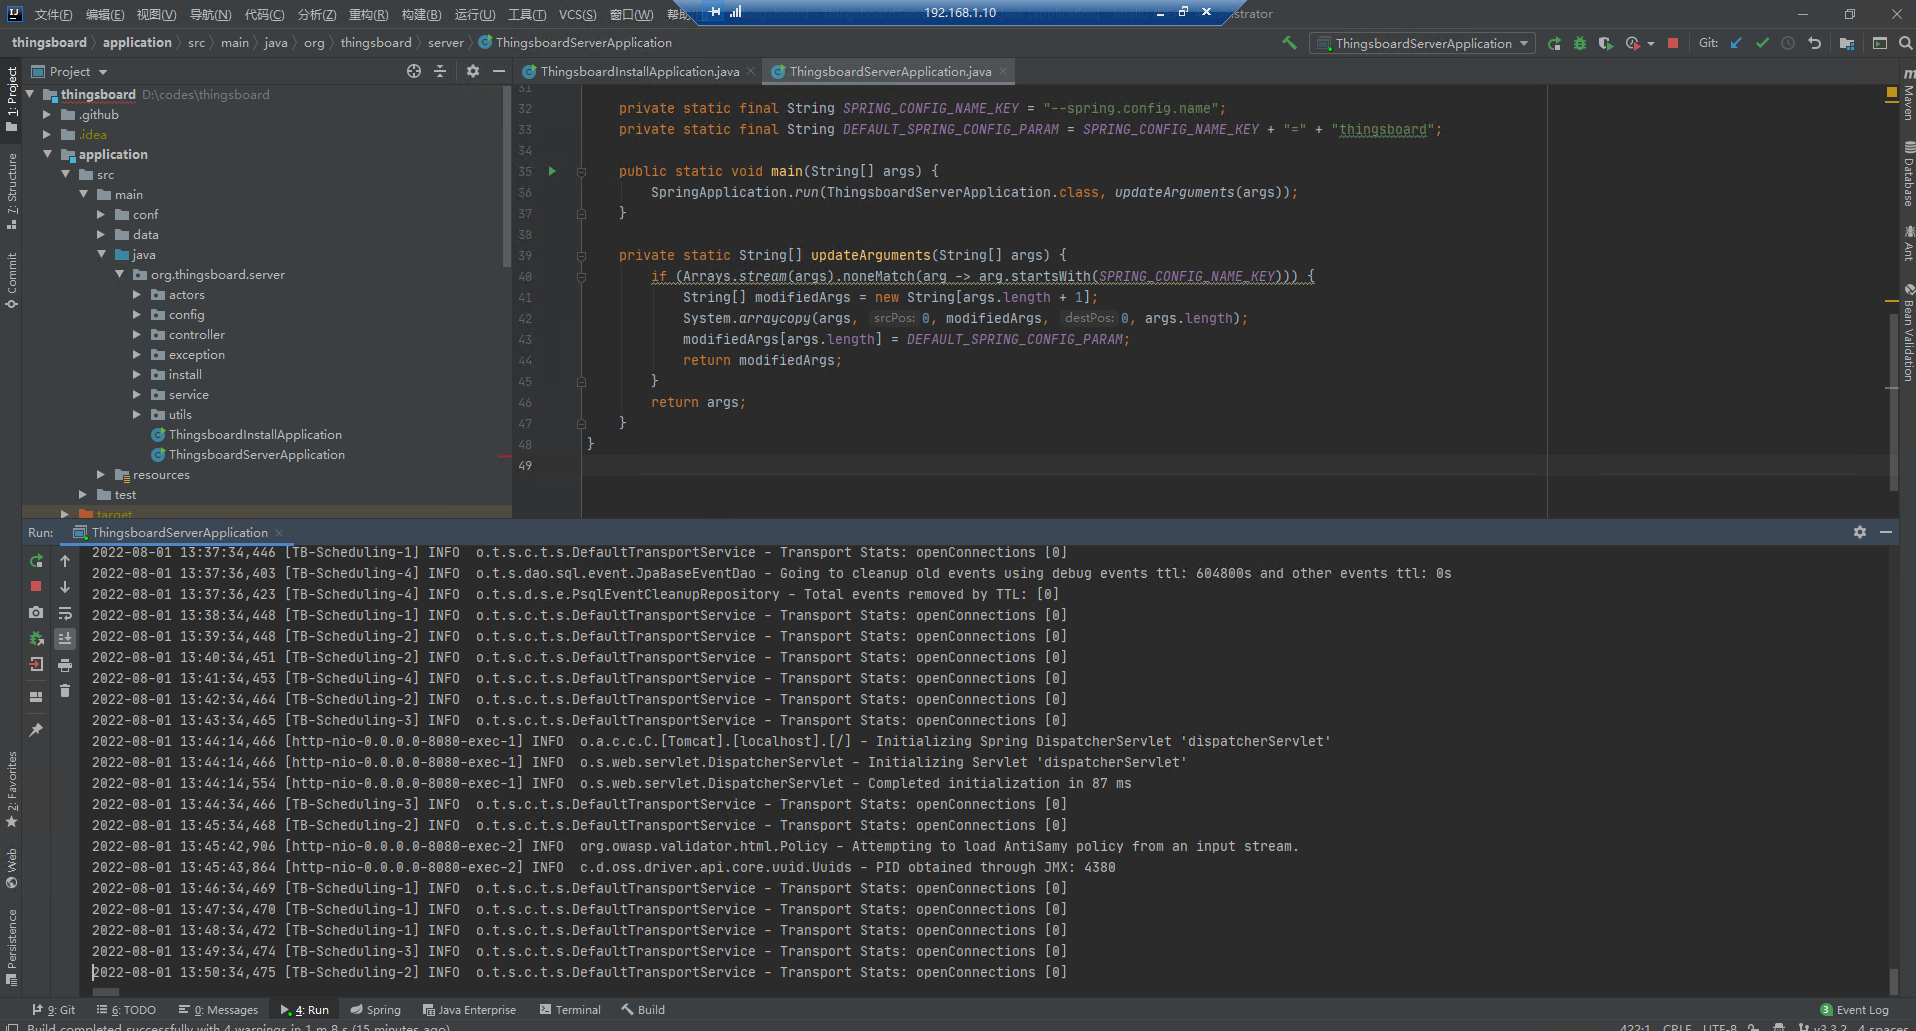 文件(F) 编辑(E) 视图(V) 导航(N) 代码(C) 分析(Z) 重构(R) 构建(B) 运行(U) 工具(T) VCS(S) 窗口(W) 帮助
192.168.1.10
thingsboard application src main java org thingsboard server ThingsboardServerApplication
ThingsboardServerApplication
Git:
Project
ThingsboardInstallApplication.java
ThingsboardServerApplication.java
thingsboard D:\codes\thingsboard
.github
.idea
application
src
main
conf
data
java
org.thingsboard.server
actors
config
controller
exception
install
service
utils
ThingsboardInstallApplication
ThingsboardServerApplication
resources
test
target
1: Project
7: Structure
Commit
2: Favorites
Web
Persistence
31
32 private static final String SPRING_CONFIG_NAME_KEY = "--spring.config.name";
33 private static final String DEFAULT_SPRING_CONFIG_PARAM = SPRING_CONFIG_NAME_KEY + "=" + "thingsboard";
34
35 public static void main(String[] args) {
36 SpringApplication.run(ThingsboardServerApplication.class, updateArguments(args));
37 }
38
39 private static String[] updateArguments(String[] args) {
40 if (Arrays.stream(args).noneMatch(arg -> arg.startsWith(SPRING_CONFIG_NAME_KEY))) {
41 String[] modifiedArgs = new String[args.length + 1];
42 System.arraycopy(args, srcPos: 0, modifiedArgs, destPos: 0, args.length);
43 modifiedArgs[args.length] = DEFAULT_SPRING_CONFIG_PARAM;
44 return modifiedArgs;
45 }
46 return args;
47 }
48 }
49
Maven
Database
Ant
Bean Validation
Run: ThingsboardServerApplication
2022-08-01 13:37:34,446 [TB-Scheduling-1] INFO o.t.s.c.t.s.DefaultTransportService - Transport Stats: openConnections [0]
2022-08-01 13:37:36,403 [TB-Scheduling-4] INFO o.t.s.dao.sql.event.JpaBaseEventDao - Going to cleanup old events using debug events ttl: 604800s and other events ttl: 0s
2022-08-01 13:37:36,423 [TB-Scheduling-4] INFO o.t.s.d.s.e.PsqlEventCleanupRepository - Total events removed by TTL: [0]
2022-08-01 13:38:34,448 [TB-Scheduling-1] INFO o.t.s.c.t.s.DefaultTransportService - Transport Stats: openConnections [0]
2022-08-01 13:39:34,448 [TB-Scheduling-2] INFO o.t.s.c.t.s.DefaultTransportService - Transport Stats: openConnections [0]
2022-08-01 13:40:34,451 [TB-Scheduling-2] INFO o.t.s.c.t.s.DefaultTransportService - Transport Stats: openConnections [0]
2022-08-01 13:41:34,453 [TB-Scheduling-4] INFO o.t.s.c.t.s.DefaultTransportService - Transport Stats: openConnections [0]
2022-08-01 13:42:34,464 [TB-Scheduling-2] INFO o.t.s.c.t.s.DefaultTransportService - Transport Stats: openConnections [0]
2022-08-01 13:43:34,465 [TB-Scheduling-3] INFO o.t.s.c.t.s.DefaultTransportService - Transport Stats: openConnections [0]
2022-08-01 13:44:14,466 [http-nio-0.0.0.0-8080-exec-1] INFO o.a.c.c.C.[Tomcat].[localhost].[/] - Initializing Spring DispatcherServlet 'dispatcherServlet'
2022-08-01 13:44:14,466 [http-nio-0.0.0.0-8080-exec-1] INFO o.s.web.servlet.DispatcherServlet - Initializing Servlet 'dispatcherServlet'
2022-08-01 13:44:14,554 [http-nio-0.0.0.0-8080-exec-1] INFO o.s.web.servlet.DispatcherServlet - Completed initialization in 87 ms
2022-08-01 13:44:34,466 [TB-Scheduling-3] INFO o.t.s.c.t.s.DefaultTransportService - Transport Stats: openConnections [0]
2022-08-01 13:45:34,468 [TB-Scheduling-2] INFO o.t.s.c.t.s.DefaultTransportService - Transport Stats: openConnections [0]
2022-08-01 13:45:42,906 [http-nio-0.0.0.0-8080-exec-2] INFO org.owasp.validator.html.Policy - Attempting to load AntiSamy policy from an input stream.
2022-08-01 13:45:43,864 [http-nio-0.0.0.0-8080-exec-2] INFO c.d.oss.driver.api.core.uuid.Uuids - PID obtained through JMX: 4380
2022-08-01 13:46:34,469 [TB-Scheduling-1] INFO o.t.s.c.t.s.DefaultTransportService - Transport Stats: openConnections [0]
2022-08-01 13:47:34,470 [TB-Scheduling-1] INFO o.t.s.c.t.s.DefaultTransportService - Transport Stats: openConnections [0]
2022-08-01 13:48:34,472 [TB-Scheduling-1] INFO o.t.s.c.t.s.DefaultTransportService - Transport Stats: openConnections [0]
2022-08-01 13:49:34,474 [TB-Scheduling-3] INFO o.t.s.c.t.s.DefaultTransportService - Transport Stats: openConnections [0]
2022-08-01 13:50:34,475 [TB-Scheduling-2] INFO o.t.s.c.t.s.DefaultTransportService - Transport Stats: openConnections [0]
9: Git 6: TODO 0: Messages 4: Run Spring Java Enterprise Terminal Build 3 Event Log
Build completed successfully with 4 warnings in 1 m 8 s (15 minutes ago) 422:1 CRLF UTF-8 v3.3.2 4 spaces